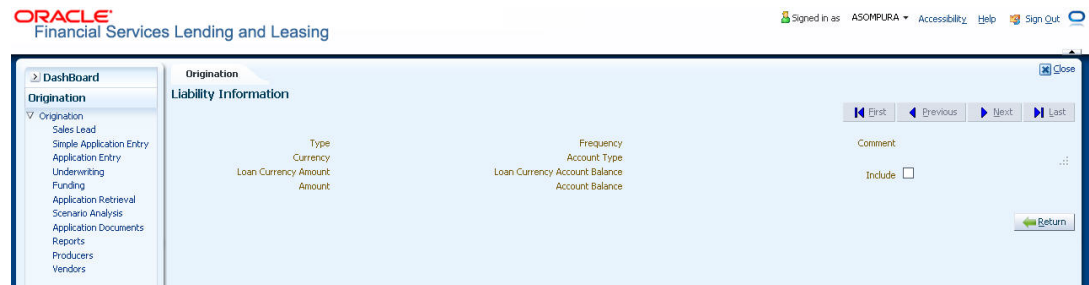 ORACLE
Financial Services Lending and Leasing
Signed in as ASOMPURA Accessibility Help Sign Out
DashBoard
Origination
Origination
Sales Lead
Simple Application Entry
Application Entry
Underwriting
Funding
Application Retrieval
Scenario Analysis
Application Documents
Reports
Producers
Vendors
Origination
Close
Liability Information
First Previous Next Last
Type Frequency Comment
Currency Account Type
Loan Currency Amount Loan Currency Account Balance Include
Amount Account Balance
Return